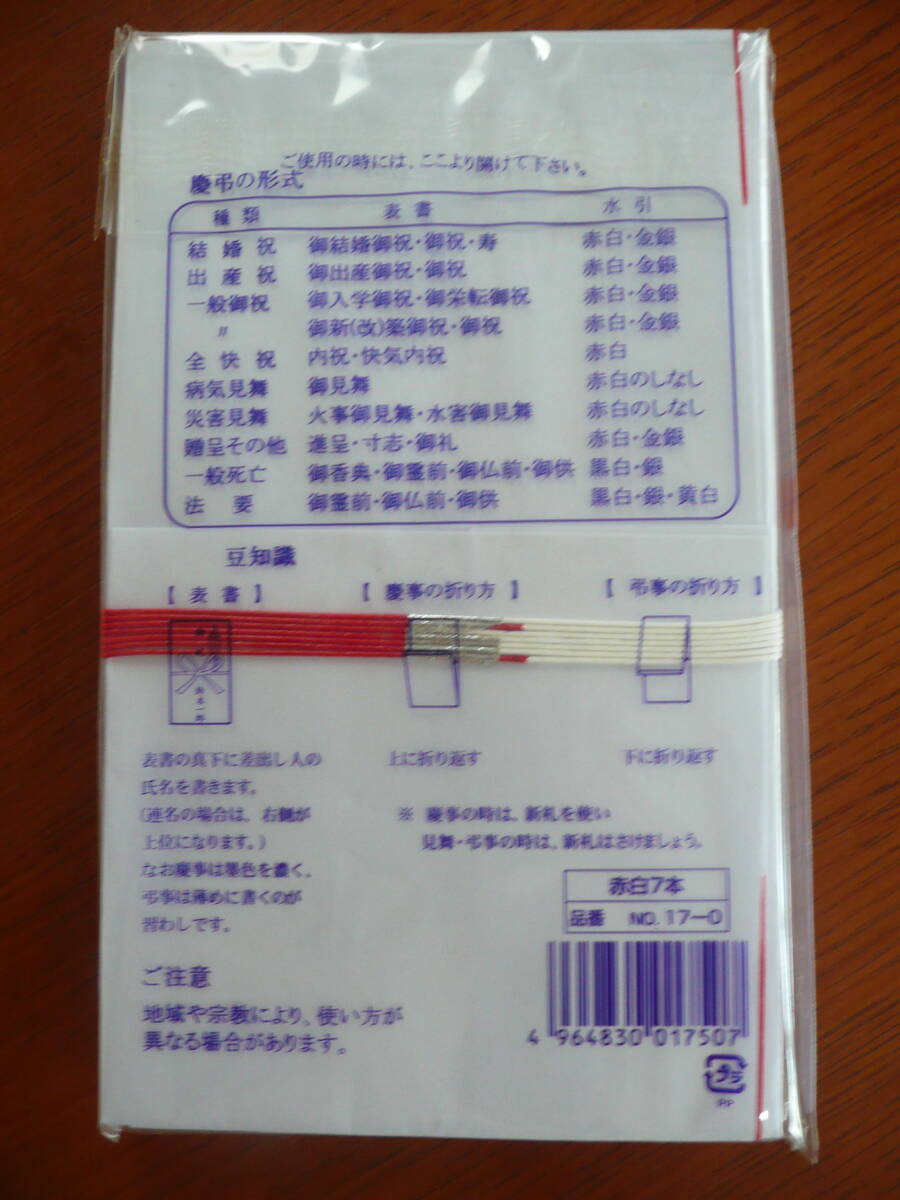 ご使用の時には、ここより開けて下さい。
慶弔の形式
種類 表書 水引
結婚祝 御結婚御祝・御祝・寿 赤白・金銀
出産祝 御出産御祝・御祝 赤白・金銀
一般御祝 御入学御祝・御栄転御祝 赤白・金銀
〃 御新(改)築御祝・御祝 赤白・金銀
全快祝 内祝・快気内祝 赤白
病気見舞 御見舞 赤白のしなし
災害見舞 火事御見舞・水害御見舞 赤白のしなし
贈呈その他 進呈・寸志・御礼 赤白・金銀
一般死亡 御香典・御霊前・御仏前・御供 黒白・銀
法要 御霊前・御仏前・御供 黒白・銀・黄白
豆知識
【表書】 【慶事の折り方】 【弔事の折り方】
表書の真下に差出し人の
氏名を書きます。
(連名の場合は、右側が
上位になります。)
なお慶事は墨色を濃く、
弔事は薄めに書くのが
習わしです。
上に折り返す 下に折り返す
※ 慶事の時は、新札を使い
見舞・弔事の時は、新札はさけましょう。
赤白7本
品番 NO.17-0
ご注意
地域や宗教により、使い方が
異なる場合があります。
4 964830 017507
プラ
PP